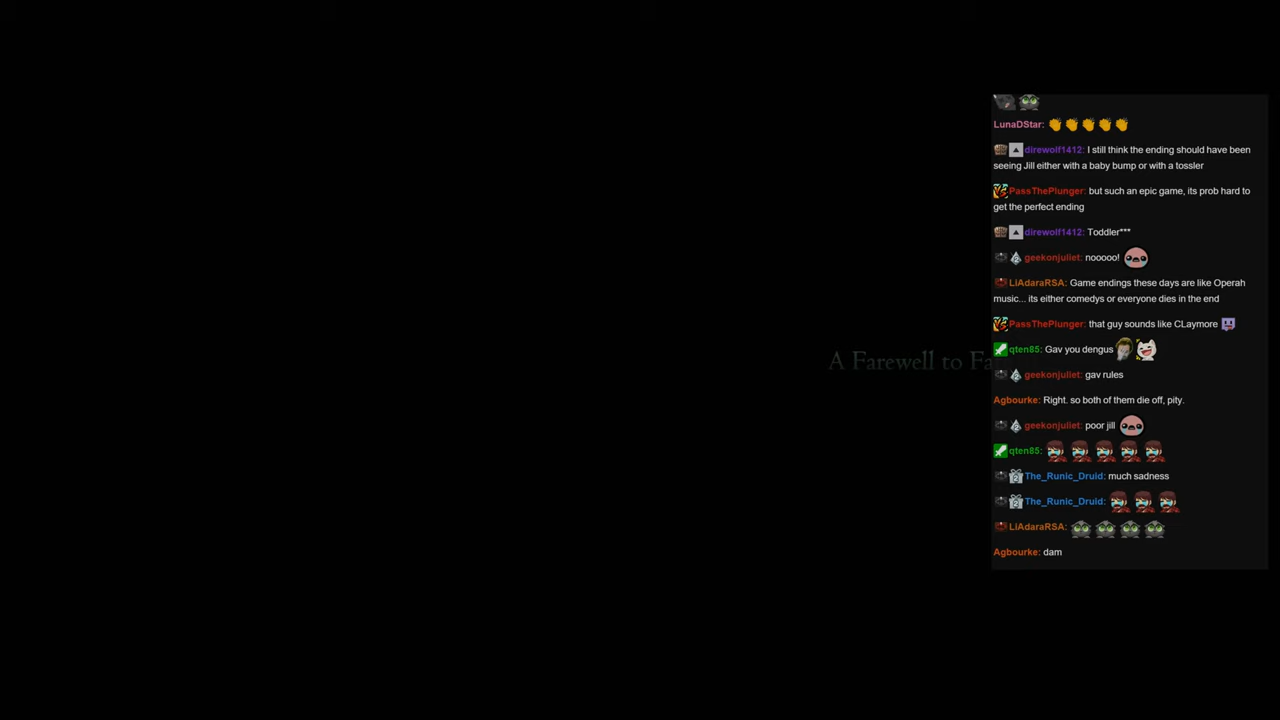 LunaDStar:
direwolf1412: I still think the ending should have been
seeing Jill either with a baby bump or with a tossler
PassThePlunger: but such an epic game, its prob hard to
get the perfect ending
direwolf1412: Toddler***
geekonjuliet: nooooo!
LiAdaraRSA: Game endings these days are like Operah
music... its either comedys or everyone dies in the end
PassThePlunger: that guy sounds like CLaymore
qten85: Gav you dengus
A Farewell to Fa
geekonjuliet: gav rules
Agbourke: Right. so both of them die off, pity.
geekonjuliet: poor jill
qten85:
The_Runic_Druid: much sadness
The_Runic_Druid:
LiAdaraRSA:
Agbourke: dam